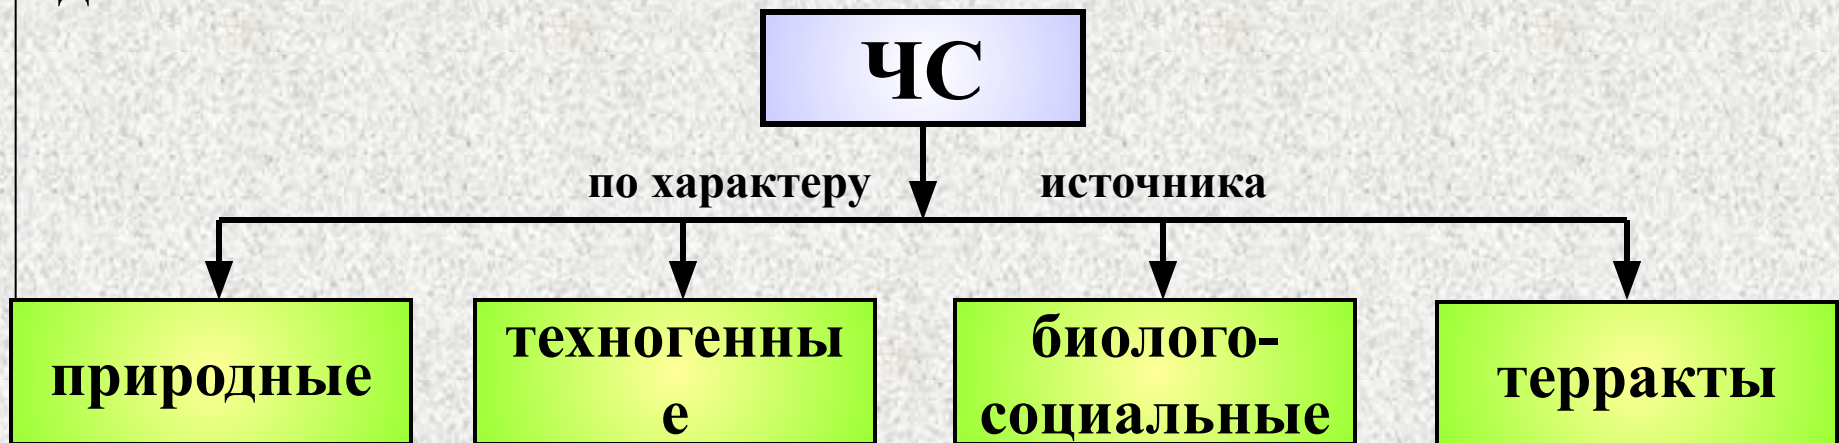 ЧС
по характеру источника
природные
техногенны
е
биолого-
социальные
терракты